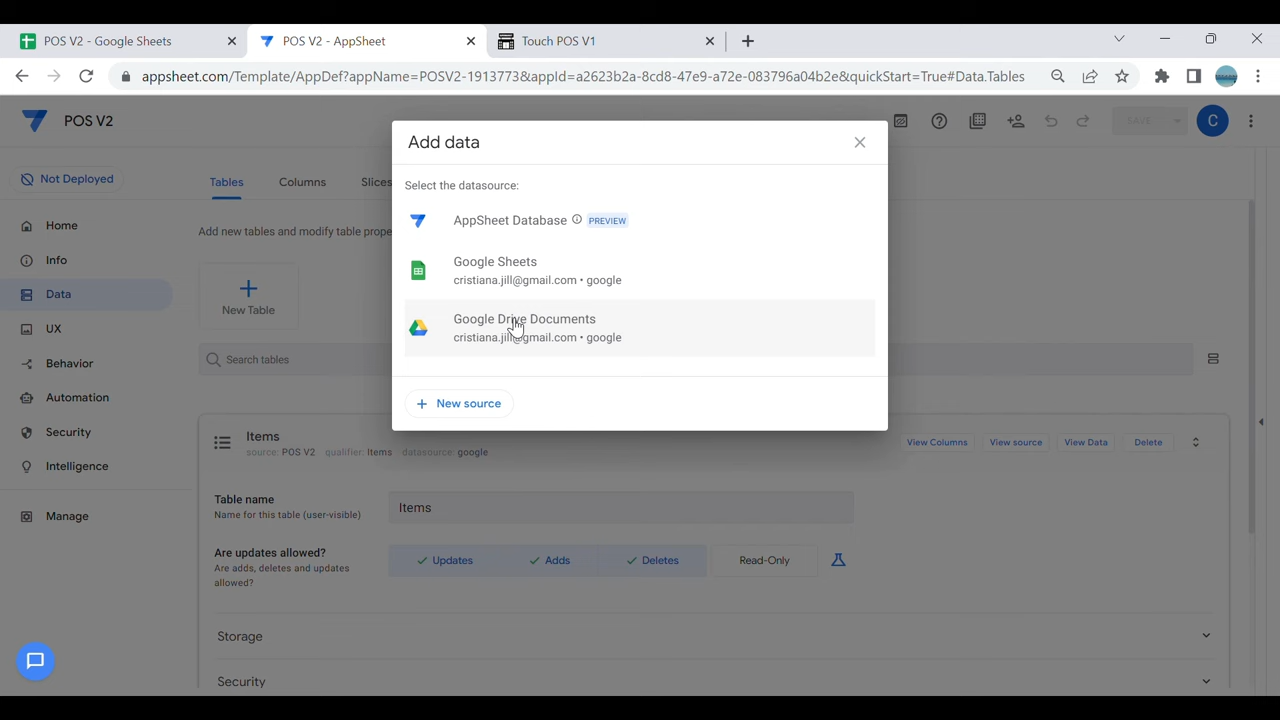 POS V2 - Google Sheets
POS V2 - AppSheet
Touch POS V1
appsheet.com/Template/AppDef?appName=POSV2-1913773&appId=a2623b2a-8cd8-47e9-a72e-083796a04b2e&quickStart=True#Data.Tables
POS V2
SAVE
C
Not Deployed
Home
Info
Data
UX
Behavior
Automation
Security
Intelligence
Manage
Tables
Columns
Slices
Add new tables and modify table prope
New Table
Search tables
Add data
Select the datasource:
AppSheet Database PREVIEW
Google Sheets
cristiana.jill@gmail.com • google
Google Drive Documents
cristiana.jill@gmail.com • google
+ New source
Items
source: POS V2 qualifier: Items datasource: google
View Columns
View source
View Data
Delete
Table name
Name for this table (user-visible)
Items
Are updates allowed?
Are adds, deletes and updates
allowed?
Updates
Adds
Deletes
Read-Only
Storage
Security